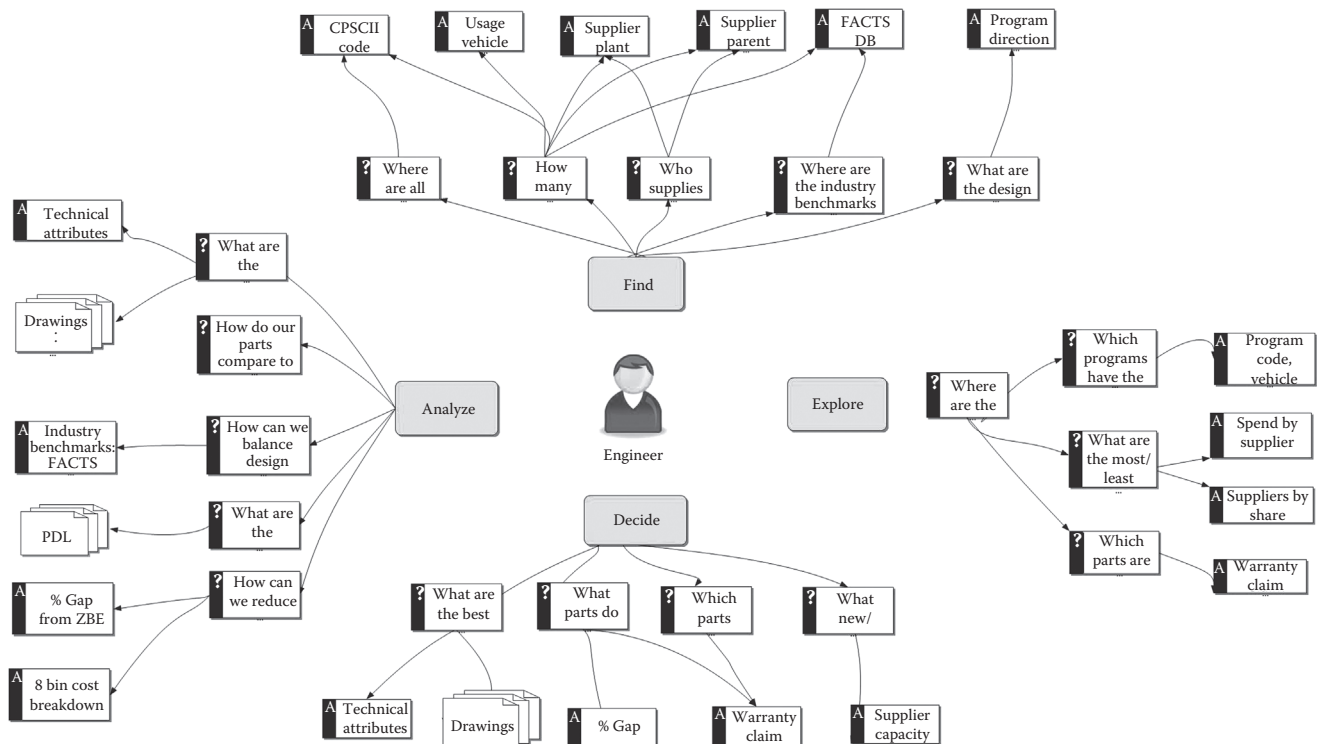 A CPSCII
code
A Usage
vehicle
...
A Supplier
plant
...
A Supplier
parent
...
A FACTS
DB
A Program
direction
? Where
are all
...
? How
many
...
? Who
supplies
...
? Where are
the industry
benchmarks
...
? What are
the design
...
Find
A Technical
attributes
? What are
the
...
Drawings
:
...
? How do our
parts
compare to
...
Analyze
? How can we
balance
design
...
A Industry
benchmarks:
FACTS
...
? What are
the
...
PDL
? How can
we reduce
...
A % Gap
from ZBE
A 8 bin cost
breakdown
Engineer
Explore
? Where
are the
...
? Which
programs
have the
...
A Program
code,
vehicle
...
? What are
the most/
least
...
A Spend by
supplier
A Suppliers by
share
...
? Which
parts are
...
A Warranty
claim
...
Decide
? What are
the best
...
? What
parts do
...
? Which
parts
...
? What
new/
...
A Technical
attributes
Drawings
A % Gap
A Warranty
claim
A Supplier
capacity